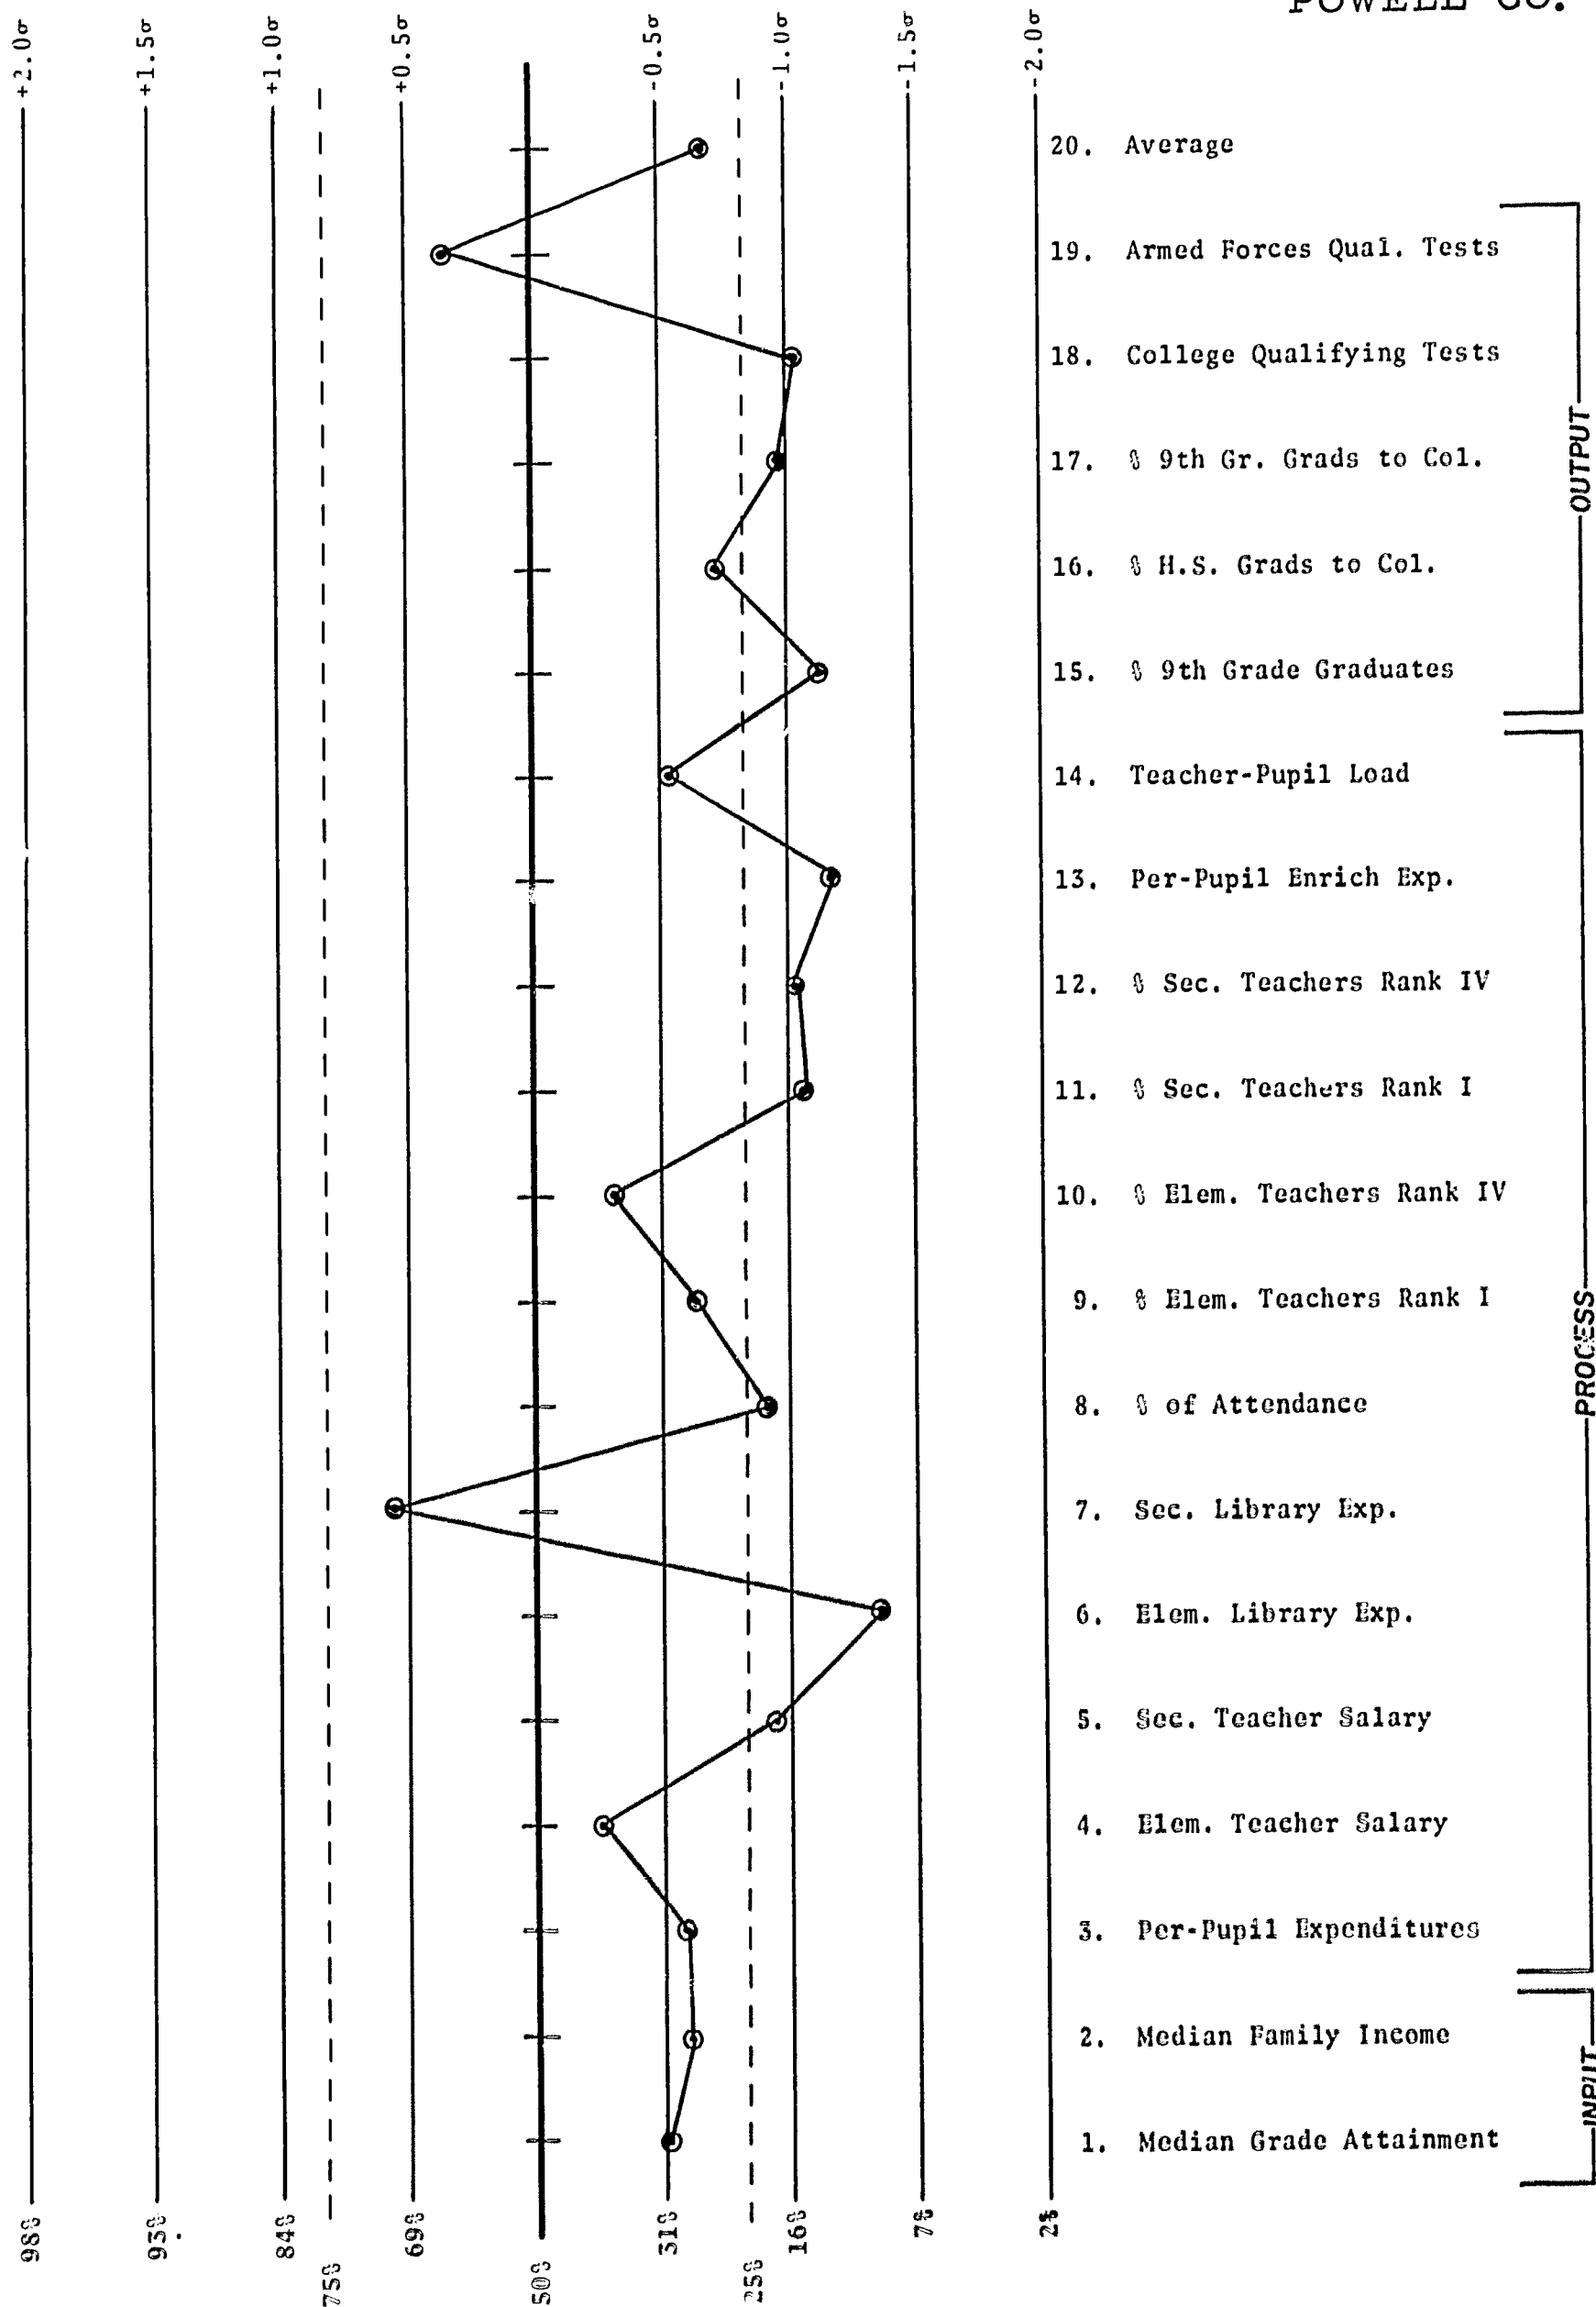 POWELL CO.
+2.0σ
+1.5σ
+1.0σ
+0.5σ
-0.5σ
-1.0σ
-1.5σ
-2.0σ
20. Average
19. Armed Forces Qual. Tests
18. College Qualifying Tests
17. % 9th Gr. Grads to Col.
16. % H.S. Grads to Col.
15. % 9th Grade Graduates
14. Teacher-Pupil Load
13. Per-Pupil Enrich Exp.
12. % Sec. Teachers Rank IV
11. % Sec. Teachers Rank I
10. % Elem. Teachers Rank IV
9. % Elem. Teachers Rank I
8. % of Attendance
7. Sec. Library Exp.
6. Elem. Library Exp.
5. Sec. Teacher Salary
4. Elem. Teacher Salary
3. Per-Pupil Expenditures
2. Median Family Income
1. Median Grade Attainment
OUTPUT
PROCESS
INPUT
98%
93%
84%
75%
69%
50%
31%
25%
16%
7%
2%